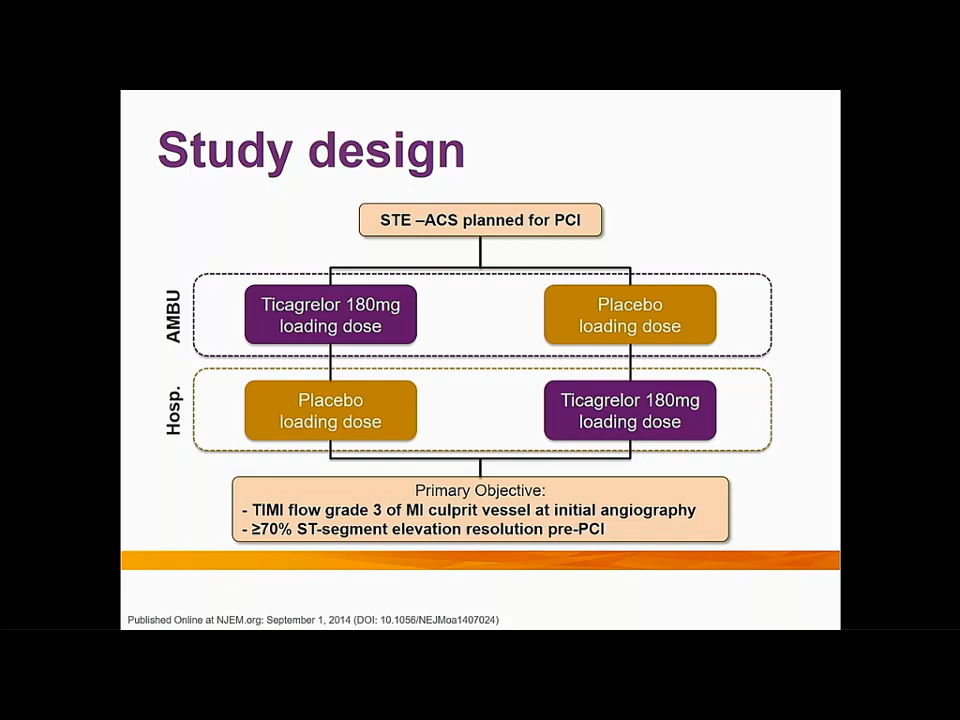 Study design
STE –ACS planned for PCI
AMBU
Ticagrelor 180mg
loading dose
Placebo
loading dose
Hosp.
Placebo
loading dose
Ticagrelor 180mg
loading dose
Primary Objective:
- TIMI flow grade 3 of MI culprit vessel at initial angiography
- ≥70% ST-segment elevation resolution pre-PCI
Published Online at NJEM.org: September 1, 2014 (DOI: 10.1056/NEJMoa1407024)